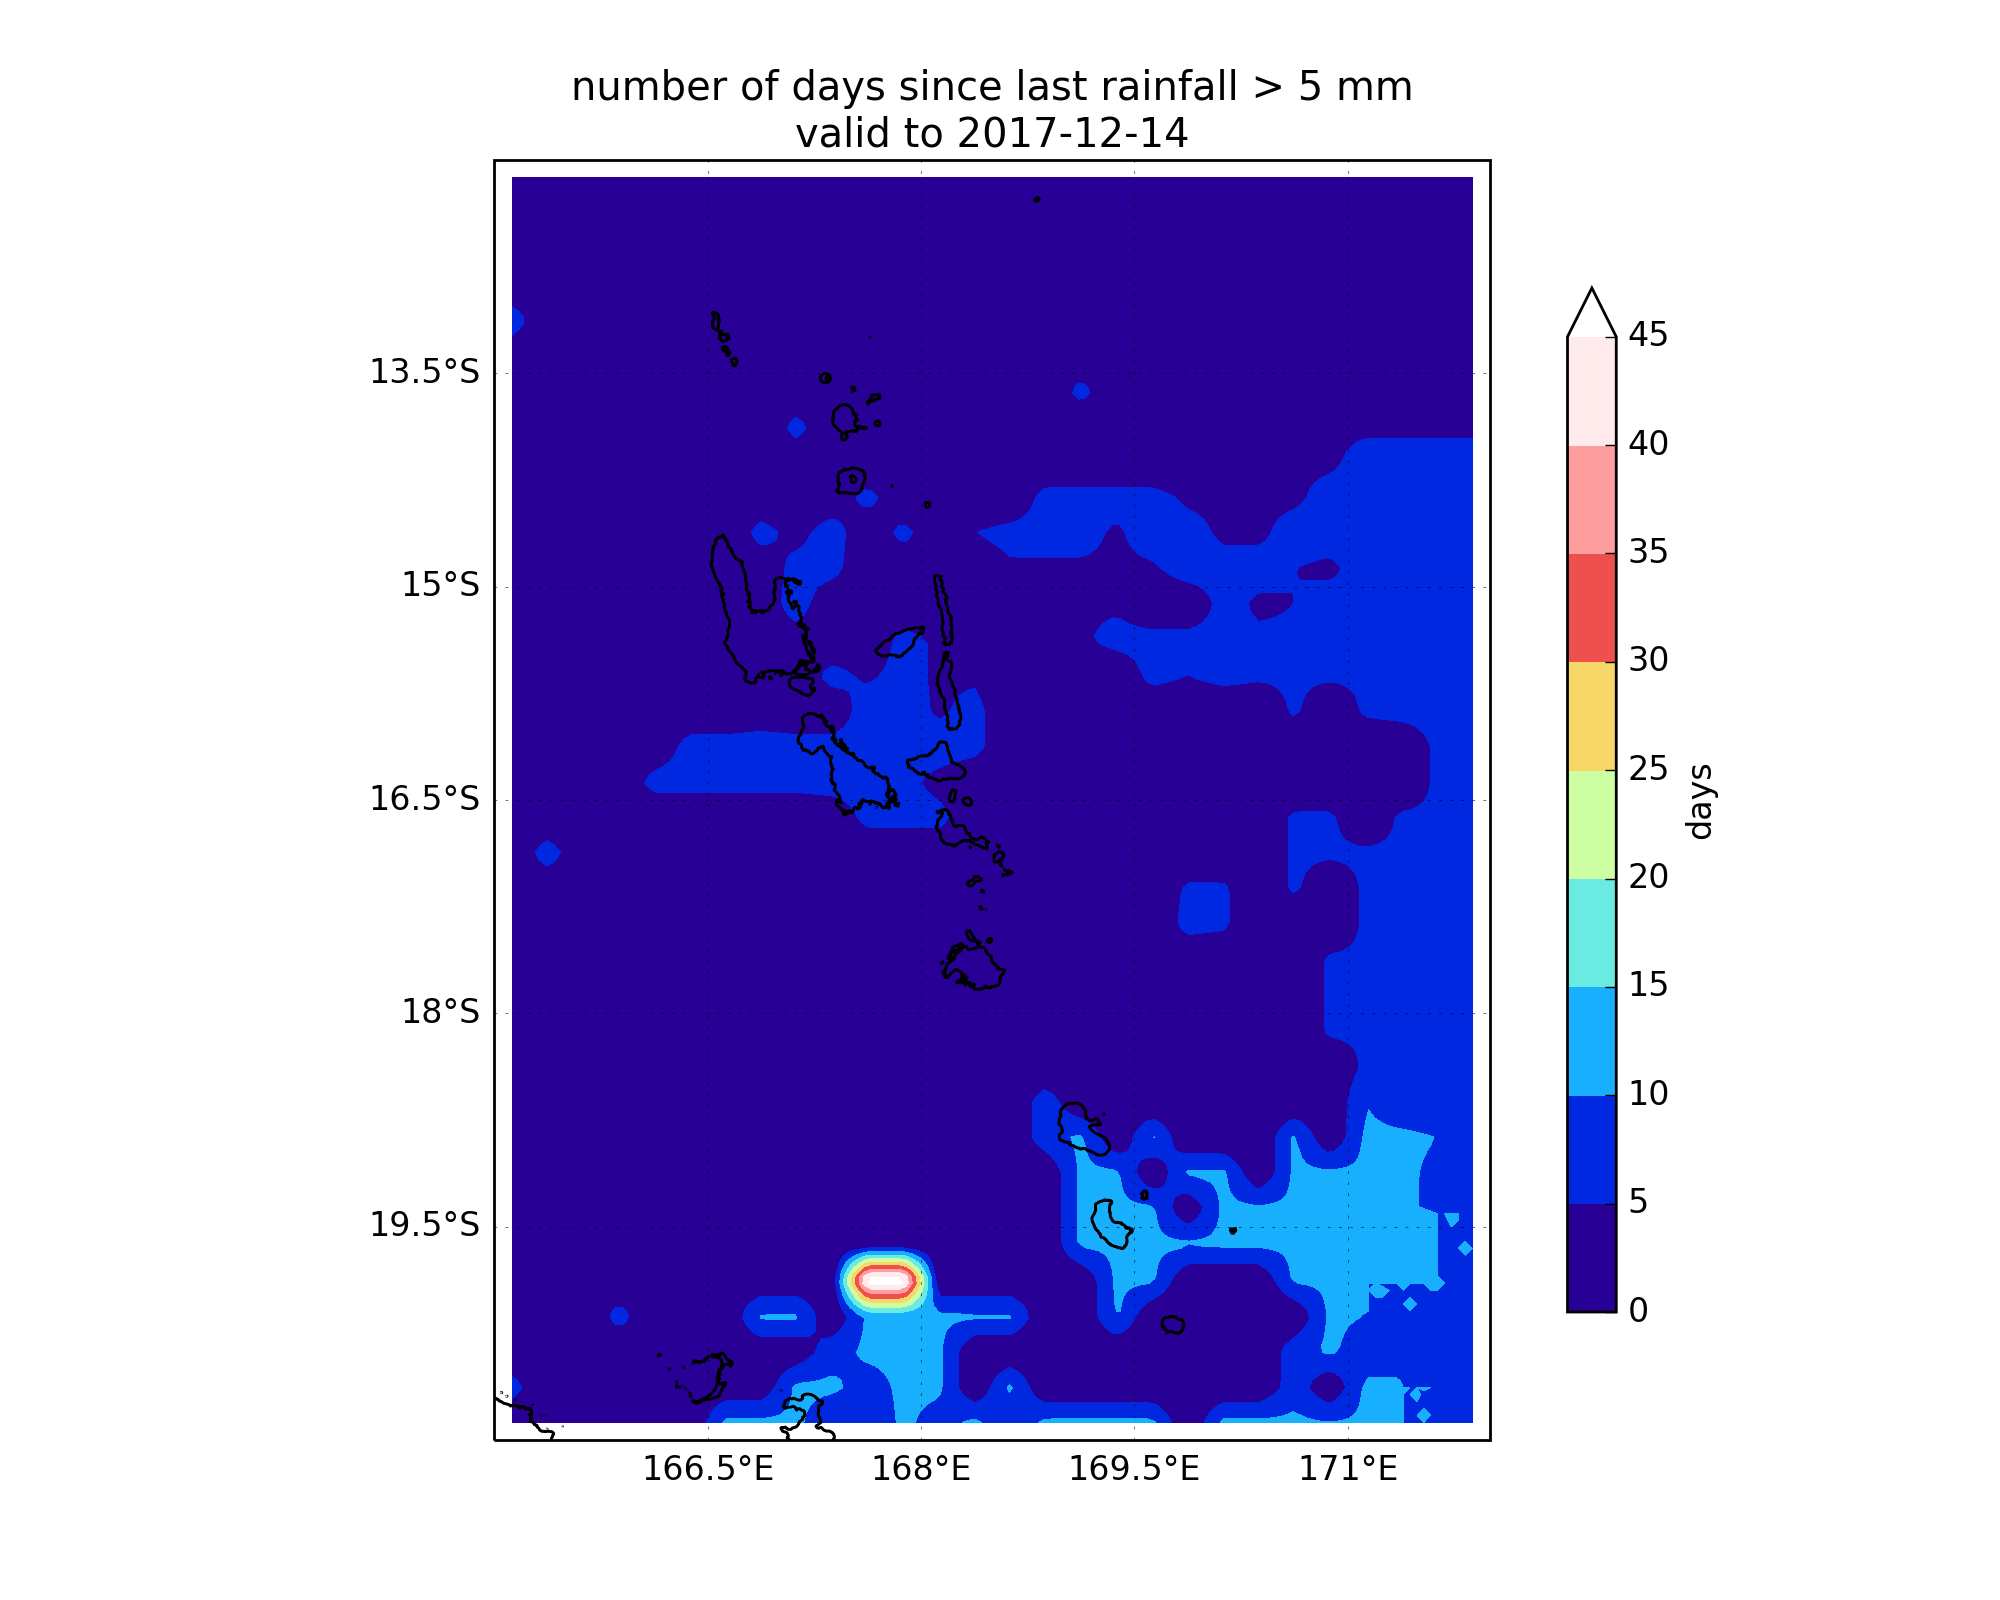 number of days since last rainfall > 5 mm
valid to 2017-12-14
13.5°S
15°S
16.5°S
18°S
19.5°S
166.5°E
168°E
169.5°E
171°E
45
40
35
30
25
20
15
10
5
0
days